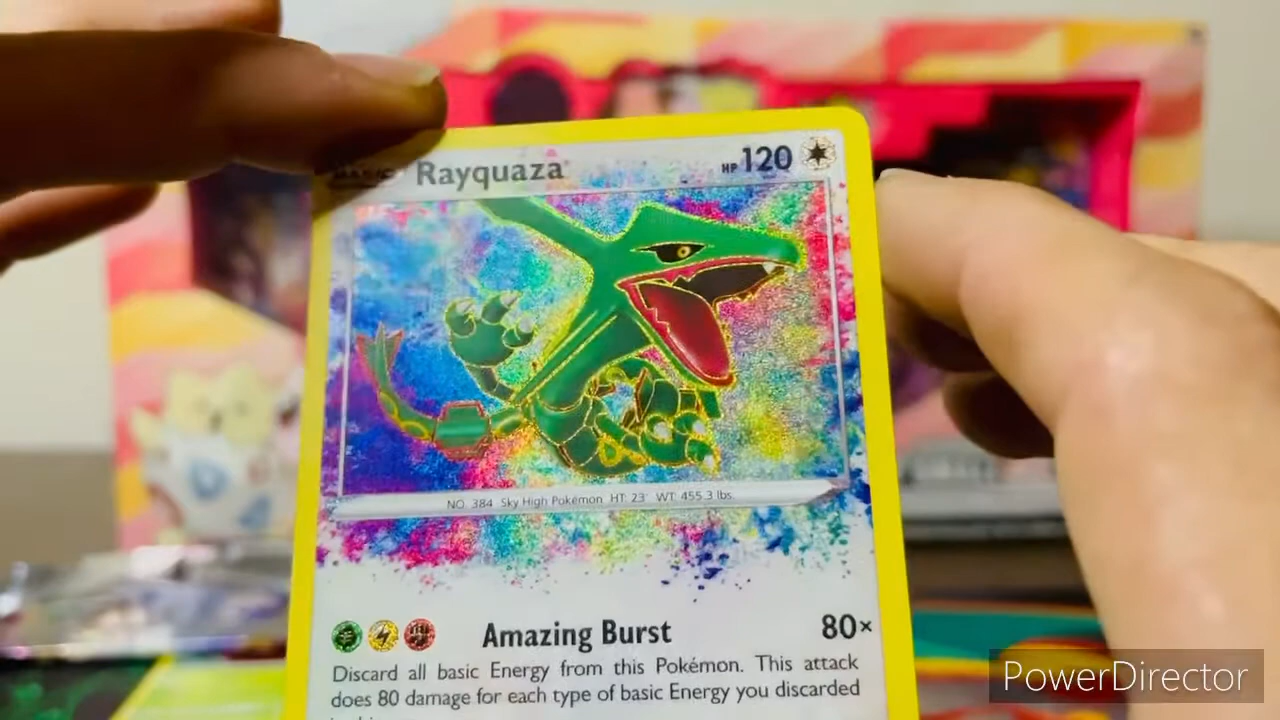 BASIC Rayquaza HP 120
NO. 384 Sky High Pokémon HT: 23' WT: 455.3 lbs.
Amazing Burst 80×
Discard all basic Energy from this Pokémon. This attack
does 80 damage for each type of basic Energy you discarded
PowerDirector